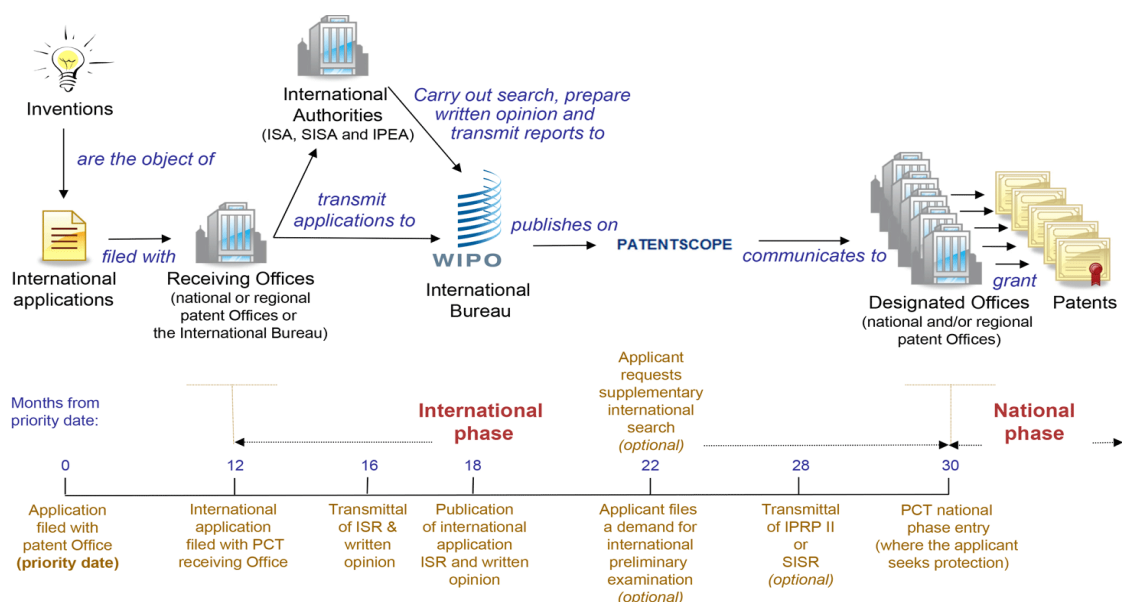 Inventions
are the object of
International
applications
filed with
Receiving Offices
(national or regional
patent Offices or
the International Bureau)
transmit
applications to
International
Authorities
(ISA, SISA and IPEA)
Carry out search, prepare
written opinion and
transmit reports to
WIPO
International
Bureau
publishes on
PATENTSCOPE
communicates to
Designated Offices
(national and/or regional
patent Offices)
grant
Patents
Months from
priority date:
International
phase
Applicant
requests
supplementary
international
search
(optional)
National
phase
0
12
16
18
22
28
30
Application
filed with
patent Office
(priority date)
International
application
filed with PCT
receiving Office
Transmittal
of ISR &
written
opinion
Publication
of international
application
ISR and written
opinion
Applicant files
a demand for
international
preliminary
examination
(optional)
Transmittal
of IPRP II
or
SISR
(optional)
PCT national
phase entry
(where the applicant
seeks protection)